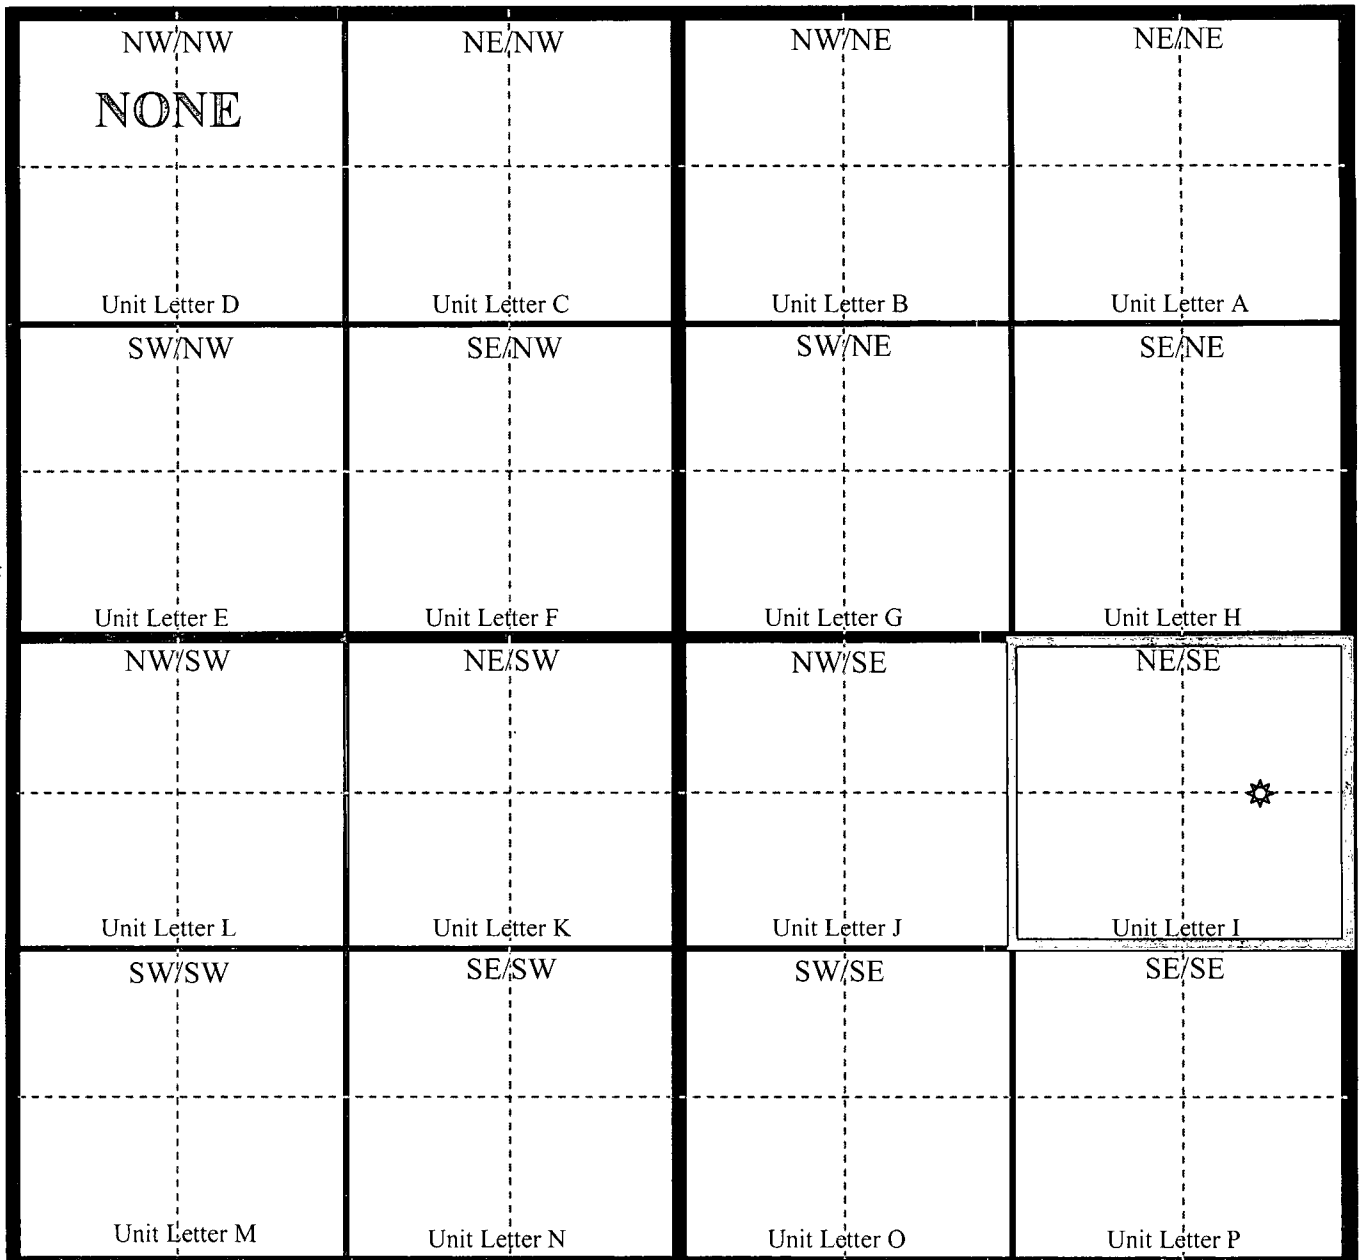 NW/NW NE/NW NW/NE NE/NE
NONE
Unit Letter D Unit Letter C Unit Letter B Unit Letter A
SW/NW SE/NW SW/NE SE/NE
Unit Letter E Unit Letter F Unit Letter G Unit Letter H
NW/SW NE/SW NW/SE NE/SE
Unit Letter L Unit Letter K Unit Letter J Unit Letter I
SW/SW SE/SW SW/SE SE/SE
Unit Letter M Unit Letter N Unit Letter O Unit Letter P